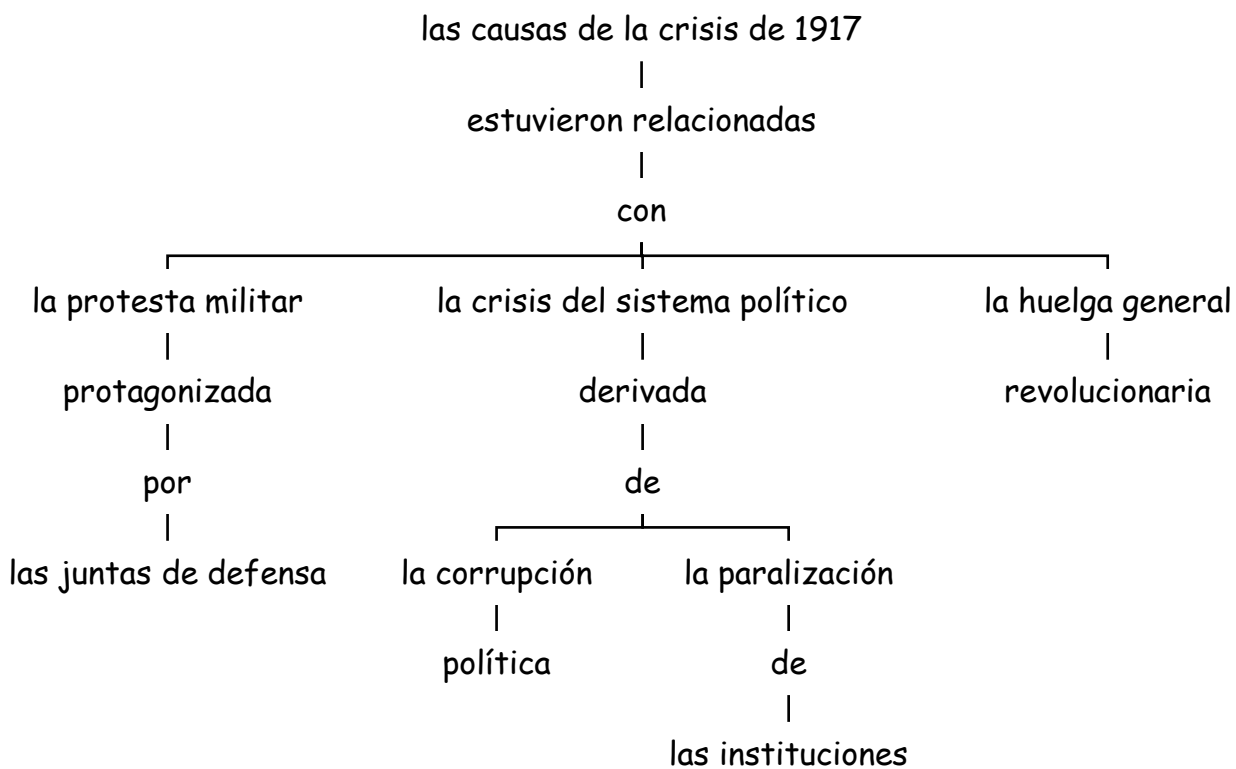 las causas de la crisis de 1917
estuvieron relacionadas
con
la protesta militar
protagonizada
por
las juntas de defensa
la crisis del sistema político
derivada
de
la corrupción
política
la paralización
de
las instituciones
la huelga general
revolucionaria